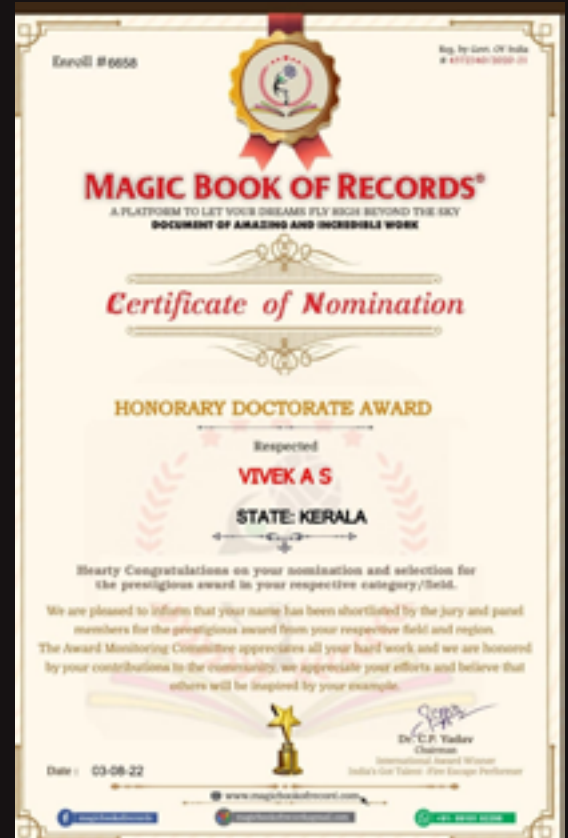 Enroll #6658
Reg. by Govt. Of India
MAGIC BOOK OF RECORDS®
A PLATFORM TO LET YOUR DREAMS FLY HIGH BEYOND THE SKY
DOCUMENT OF AMAZING AND INCREDIBLE WORK
Certificate of Nomination
HONORARY DOCTORATE AWARD
Respected
VIVEK A S
STATE: KERALA
Hearty Congratulations on your nomination and selection for
the prestigious award in your respective category/field.
We are pleased to inform that your name has been shortlisted by the jury and panel
members for the prestigious award from your respective field and region.
The Award Monitoring Committee appreciates all your hard work and we are honored
by your contributions to the community, we appreciate your efforts and believe that
others will be inspired by your example.
Dr. C.P. Yadav
Chairman
International Award Winner
India's Got Talent -Fire Escape Performer
Date : 03-08-22